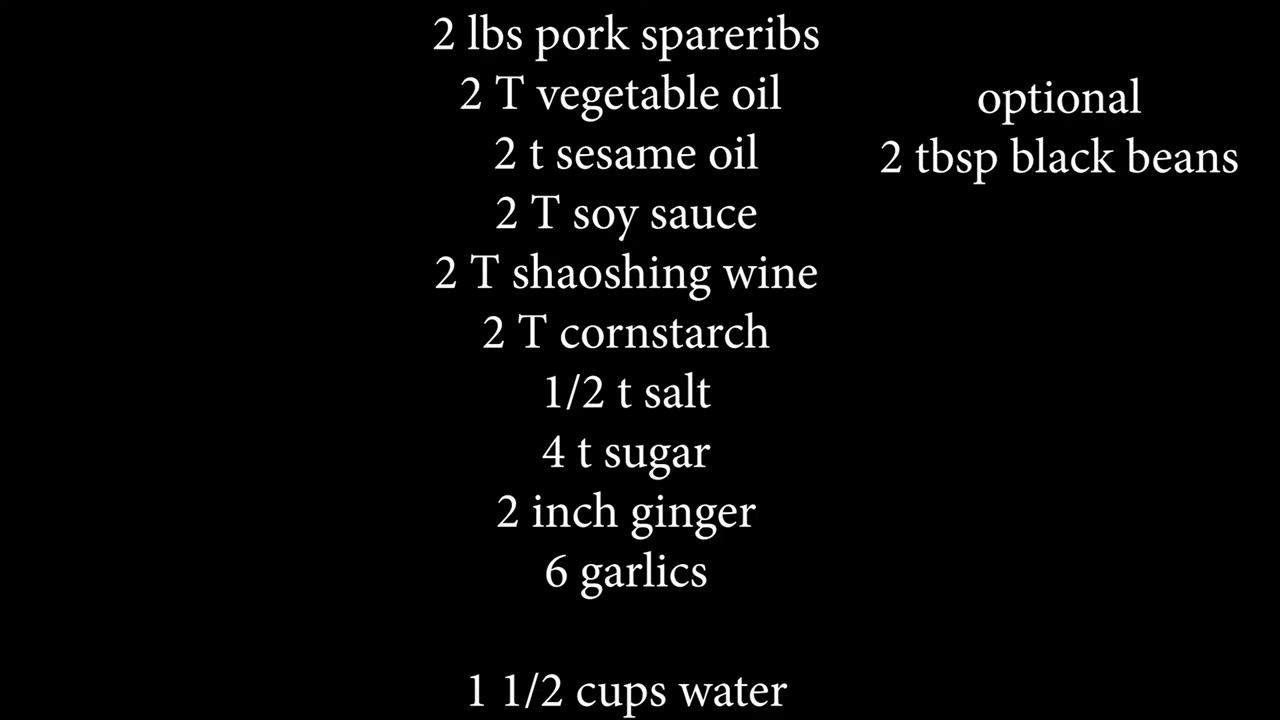 2 lbs pork spareribs
2 T vegetable oil
2 t sesame oil
2 T soy sauce
2 T shaoshing wine
2 T cornstarch
1/2 t salt
4 t sugar
2 inch ginger
6 garlics
1 1/2 cups water
optional
2 tbsp black beans